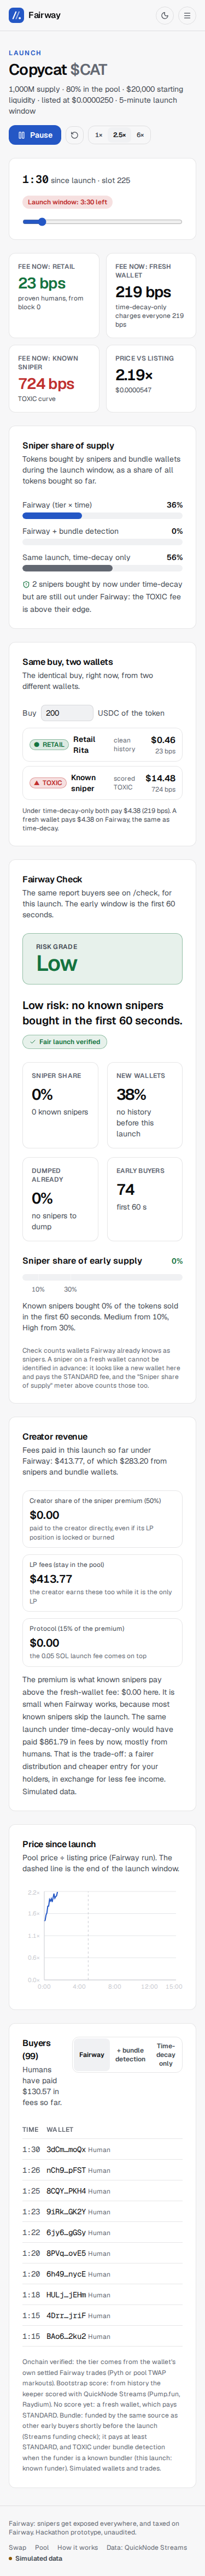 Fairway
LAUNCH
Copycat $CAT
1,000M supply · 80% in the pool · $20,000 starting
liquidity · listed at $0.0000250 · 5-minute launch
window
Pause
1×
2.5×
6×
1:30 since launch · slot 225
Launch window: 3:30 left
FEE NOW: RETAIL
23 bps
proven humans, from
block 0
FEE NOW: FRESH
WALLET
219 bps
time-decay-only
charges everyone 219
bps
FEE NOW: KNOWN
SNIPER
724 bps
TOXIC curve
PRICE VS LISTING
2.19×
$0.0000547
Sniper share of supply
Tokens bought by snipers and bundle wallets
during the launch window, as a share of all
tokens bought so far.
Fairway (tier × time) 36%
Fairway + bundle detection 0%
Same launch, time-decay only 56%
2 snipers bought by now under time-decay
but are still out under Fairway: the TOXIC fee
is above their edge.
Same buy, two wallets
The identical buy, right now, from two
different wallets.
Buy 200 USDC of the token
RETAIL
Retail
Rita
clean
history
$0.46
23 bps
TOXIC
Known
sniper
scored
TOXIC
$14.48
724 bps
Under time-decay-only both pay $4.38 (219 bps). A
fresh wallet pays $4.38 on Fairway, the same as
time-decay.
Fairway Check
The same report buyers see on /check, for
this launch. The early window is the first 60
seconds.
RISK GRADE
Low
Low risk: no known snipers
bought in the first 60 seconds.
Fair launch verified
SNIPER SHARE
0%
0 known snipers
NEW WALLETS
38%
no history
before this
launch
DUMPED
ALREADY
0%
no snipers to
dump
EARLY BUYERS
74
first 60 s
Sniper share of early supply 0%
10% 30%
Known snipers bought 0% of the tokens sold
in the first 60 seconds. Medium from 10%,
High from 30%.
Check counts wallets Fairway already knows as
snipers. A sniper on a fresh wallet cannot be
identified in advance: it looks like a new wallet here
and pays the STANDARD fee, and the "Sniper share
of supply" meter above counts those too.
Creator revenue
Fees paid in this launch so far under
Fairway: $413.77, of which $283.20 from
snipers and bundle wallets.
Creator share of the sniper premium (50%)
$0.00
paid to the creator directly, even if its LP
position is locked or burned
LP fees (stay in the pool)
$413.77
the creator earns these too while it is the only
LP
Protocol (15% of the premium)
$0.00
the 0.05 SOL launch fee comes on top
The premium is what known snipers pay
above the fresh-wallet fee: $0.00 here. It is
small when Fairway works, because most
known snipers skip the launch. The same
launch under time-decay-only would have
paid $861.79 in fees by now, mostly from
humans. That is the trade-off: a fairer
distribution and cheaper entry for your
holders, in exchange for less fee income.
Simulated data.
Price since launch
Pool price ÷ listing price (Fairway run). The
dashed line is the end of the launch window.
2.2×
1.6×
1.1×
0.6×
0.0×
0:00 4:00 8:00 12:00 15:00
Buyers
(99)
Humans
have paid
$130.57 in
fees so far.
Fairway
+ bundle
detection
Time-
decay
only
TIME WALLET
1:30 3dCm…moQx Human
1:26 nCh9…pFST Human
1:25 8CQY…PKH4 Human
1:23 9iRk…GK2Y Human
1:22 6jy6…gGSy Human
1:20 8PVq…ovE5 Human
1:20 6h49…nycE Human
1:18 HULj…jEHm Human
1:15 4Drr…jriF Human
1:15 BAo6…2ku2 Human
Onchain verified: the tier comes from the wallet's
own settled Fairway trades (Pyth or pool TWAP
markouts). Bootstrap score: from history the
keeper scored with QuickNode Streams (Pump.fun,
Raydium). No score yet: a fresh wallet, which pays
STANDARD. Bundle: funded by the same source as
other early buyers shortly before the launch
(Streams funding check); it pays at least
STANDARD, and TOXIC under bundle detection
when the funder is a known bundler (this launch:
known funder). Simulated wallets and trades.
Fairway: snipers get exposed everywhere, and taxed on
Fairway. Hackathon prototype, unaudited.
Swap Pool How it works Data: QuickNode Streams
Simulated data